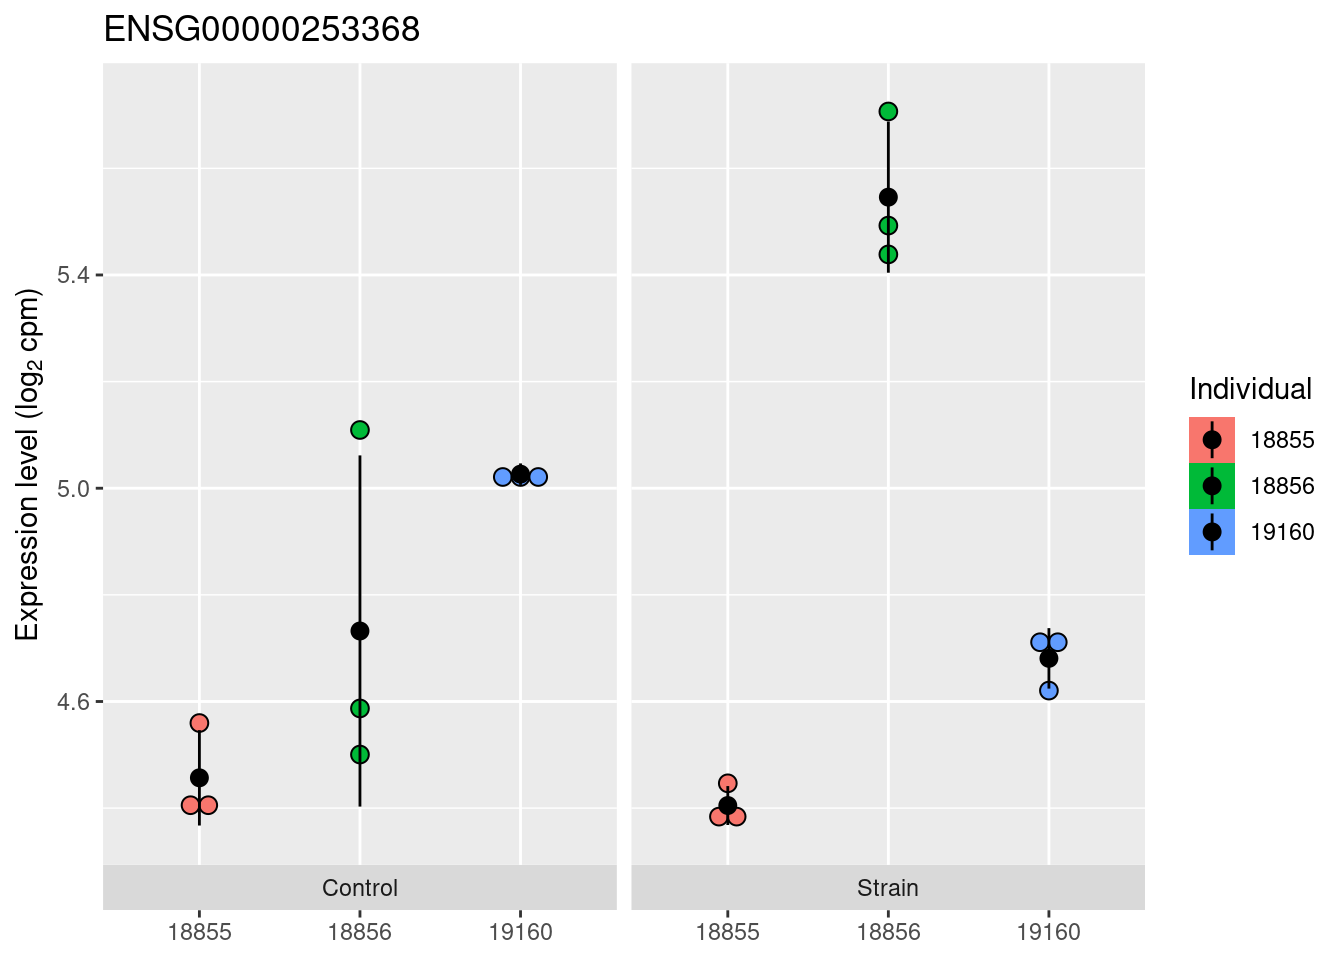 ENSG00000253368
Expression level (log₂ cpm)
5.4
5.0
4.6
Control
Strain
18855
18856
19160
18855
18856
19160
Individual
18855
18856
19160